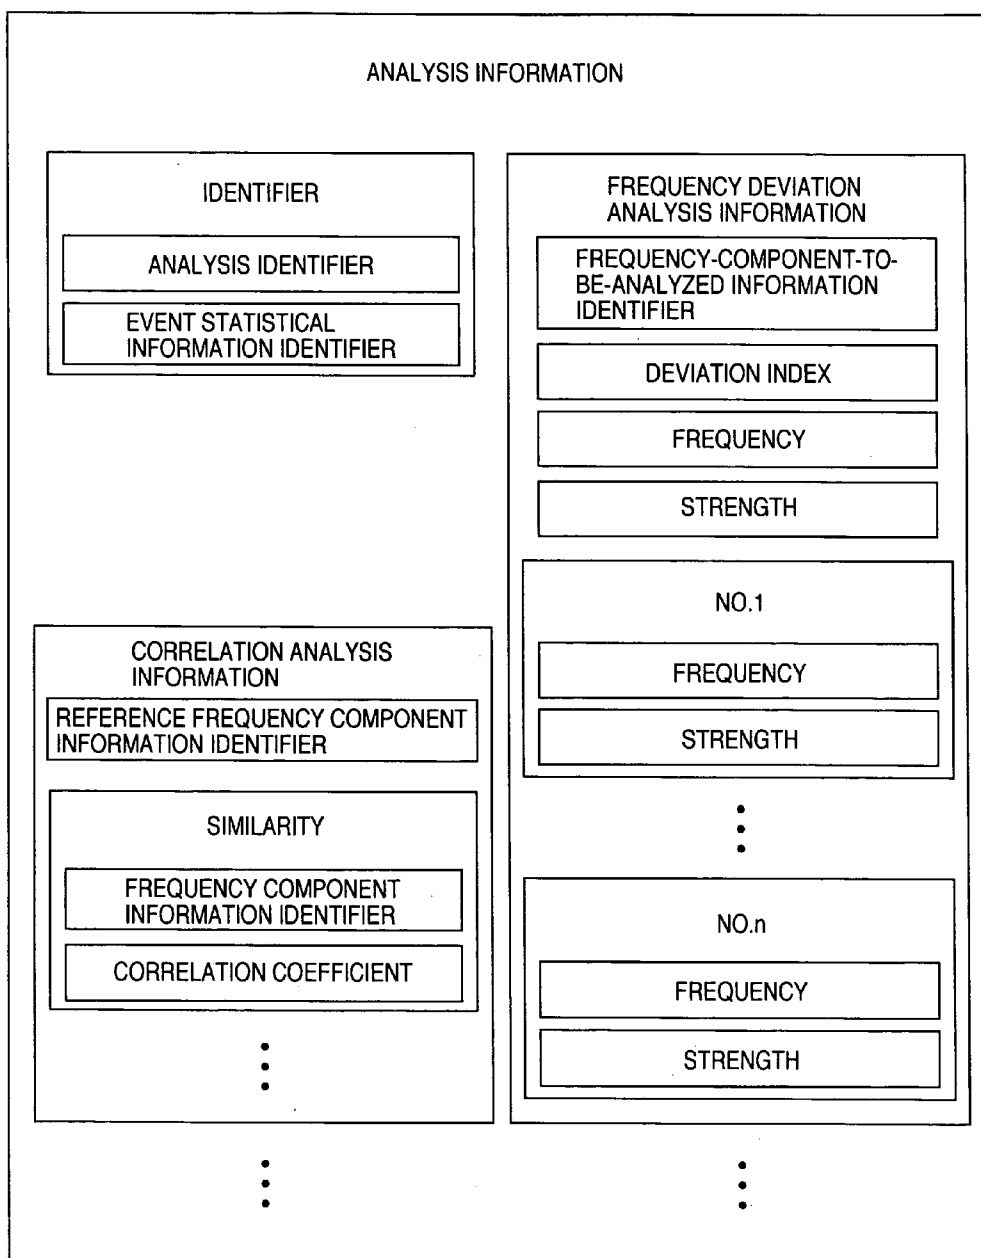 ANALYSIS INFORMATION
IDENTIFIER
ANALYSIS IDENTIFIER
EVENT STATISTICAL
INFORMATION IDENTIFIER
CORRELATION ANALYSIS
INFORMATION
REFERENCE FREQUENCY COMPONENT
INFORMATION IDENTIFIER
SIMILARITY
FREQUENCY COMPONENT
INFORMATION IDENTIFIER
CORRELATION COEFFICIENT
FREQUENCY DEVIATION
ANALYSIS INFORMATION
FREQUENCY-COMPONENT-TO-
BE-ANALYZED INFORMATION
IDENTIFIER
DEVIATION INDEX
FREQUENCY
STRENGTH
NO.1
FREQUENCY
STRENGTH
NO.n
FREQUENCY
STRENGTH